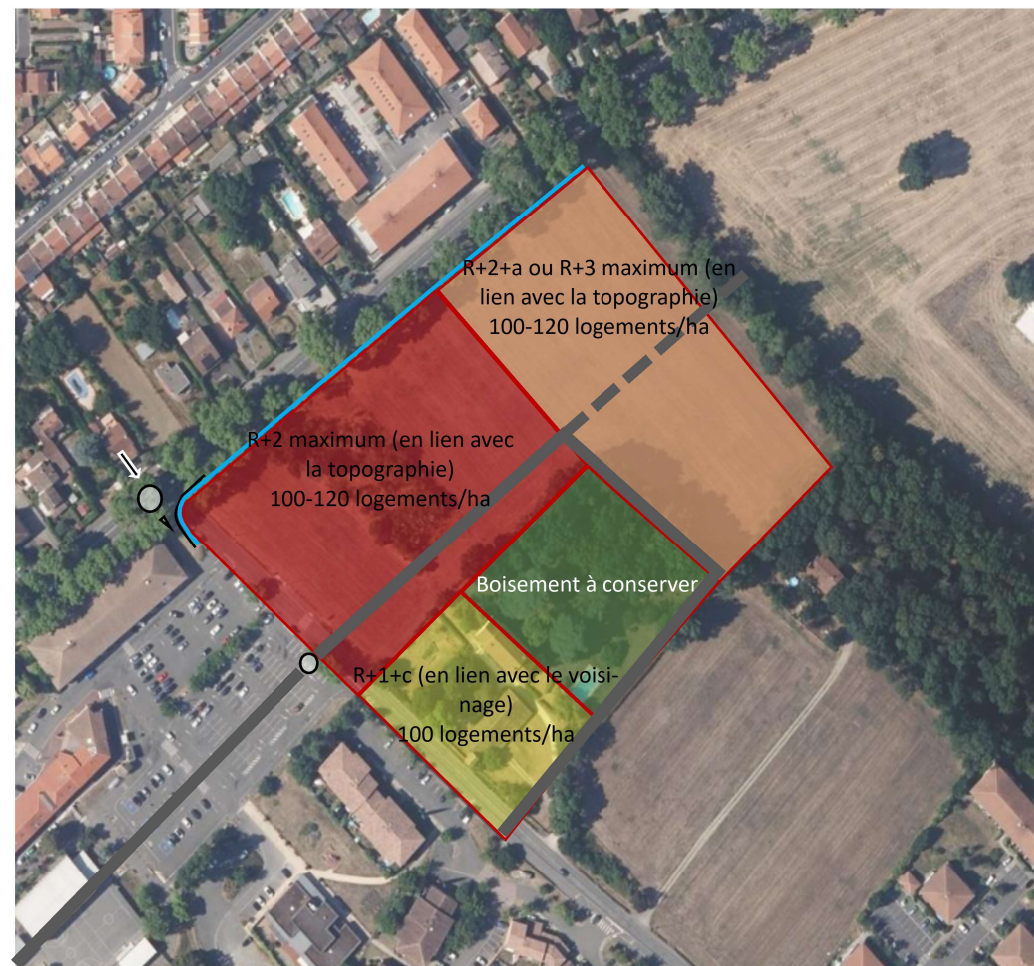 R+2+a ou R+3 maximum (en
lien avec la topographie)
100-120 logements/ha
R+2 maximum (en lien avec
la topographie)
100-120 logements/ha
Boisement à conserver
R+1+c (en lien avec le voisi-
nage)
100 logements/ha